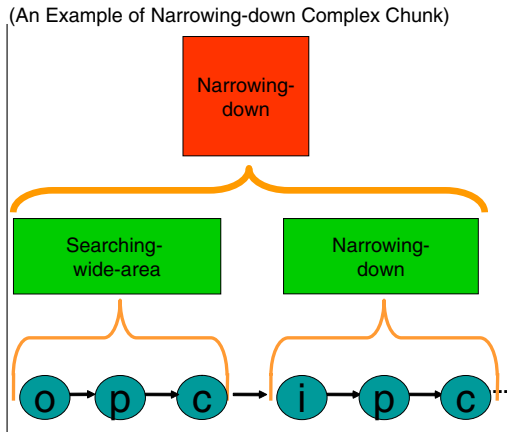 (An Example of Narrowing-down Complex Chunk)
Narrowing-
down
Searching-
wide-area
Narrowing-
down
o p c i p c ...